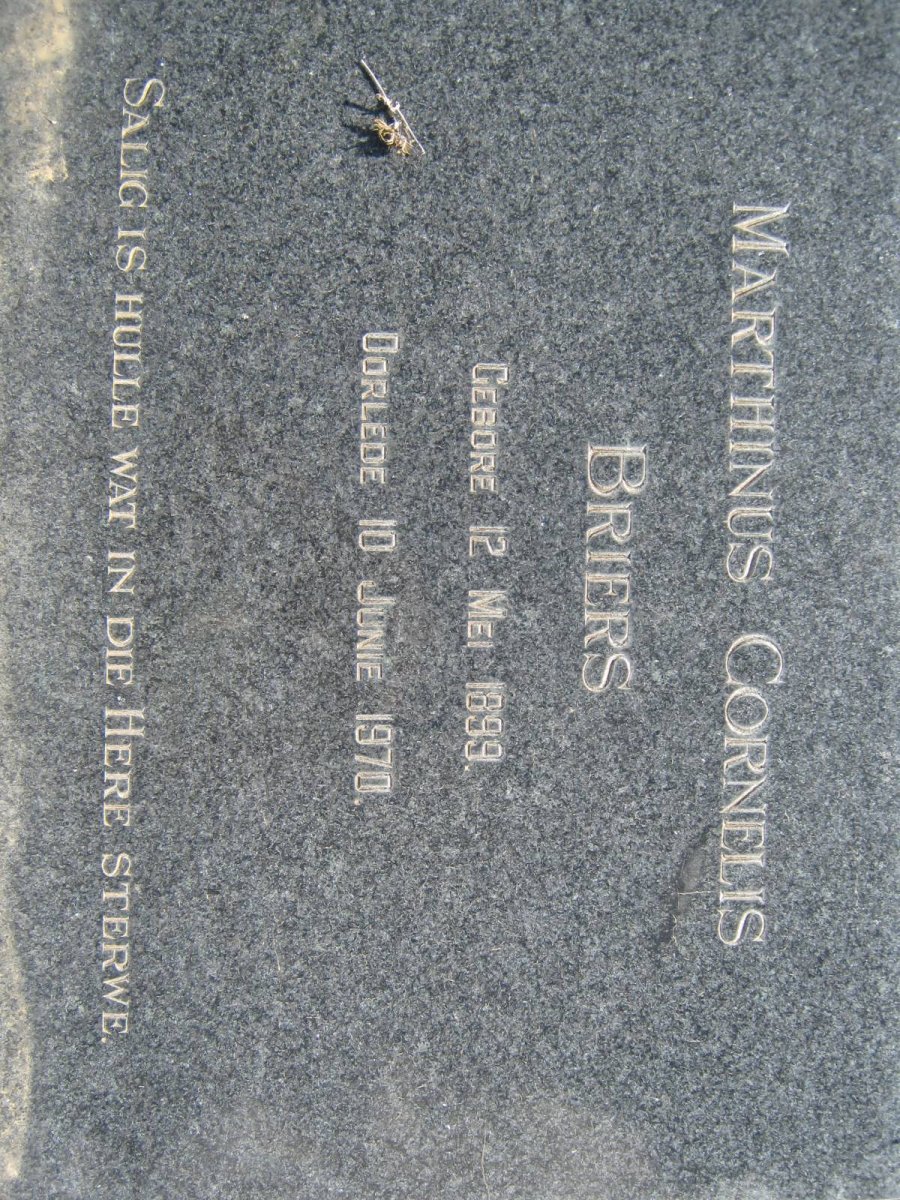 MARTHINUS CORNELIS
BRIERS
GEBORE 12 MEI 1899.
OORLEDE 10 JUNIE 1970.
SALIG IS HULLE WAT IN DIE HERE STERWE.